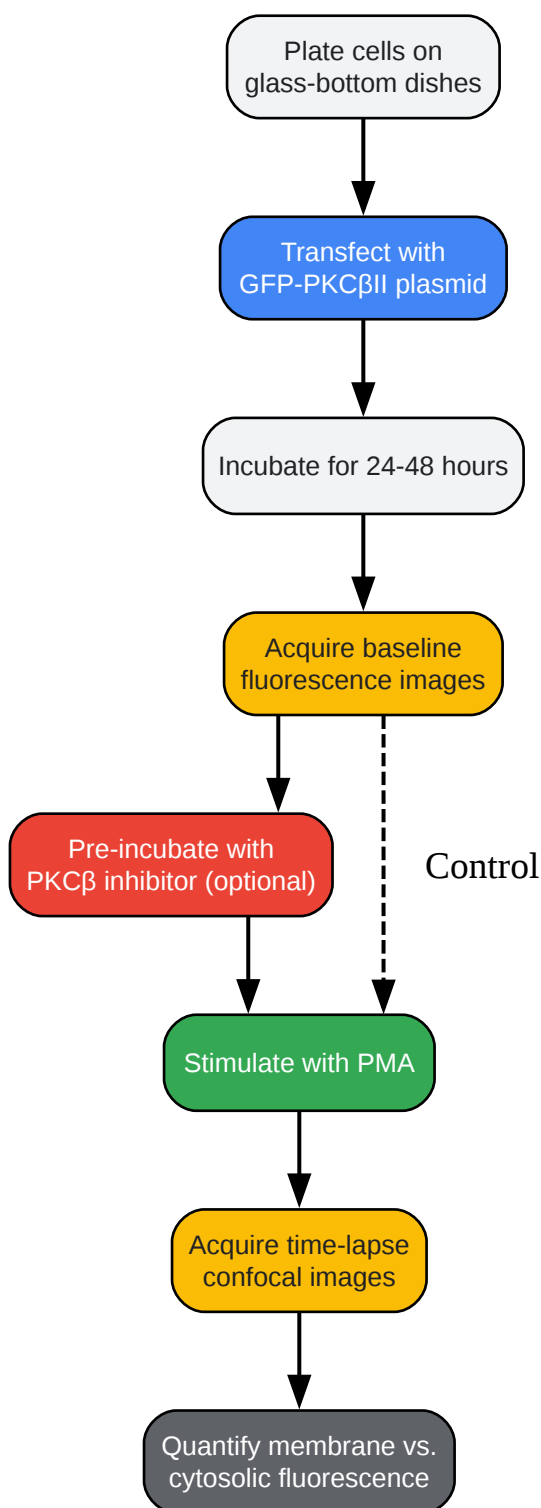 Plate cells on
glass-bottom dishes
Transfect with
GFP-PKCβII plasmid
Incubate for 24-48 hours
Acquire baseline
fluorescence images
Pre-incubate with
PKCβ inhibitor (optional)
Control
Stimulate with PMA
Acquire time-lapse
confocal images
Quantify membrane vs.
cytosolic fluorescence